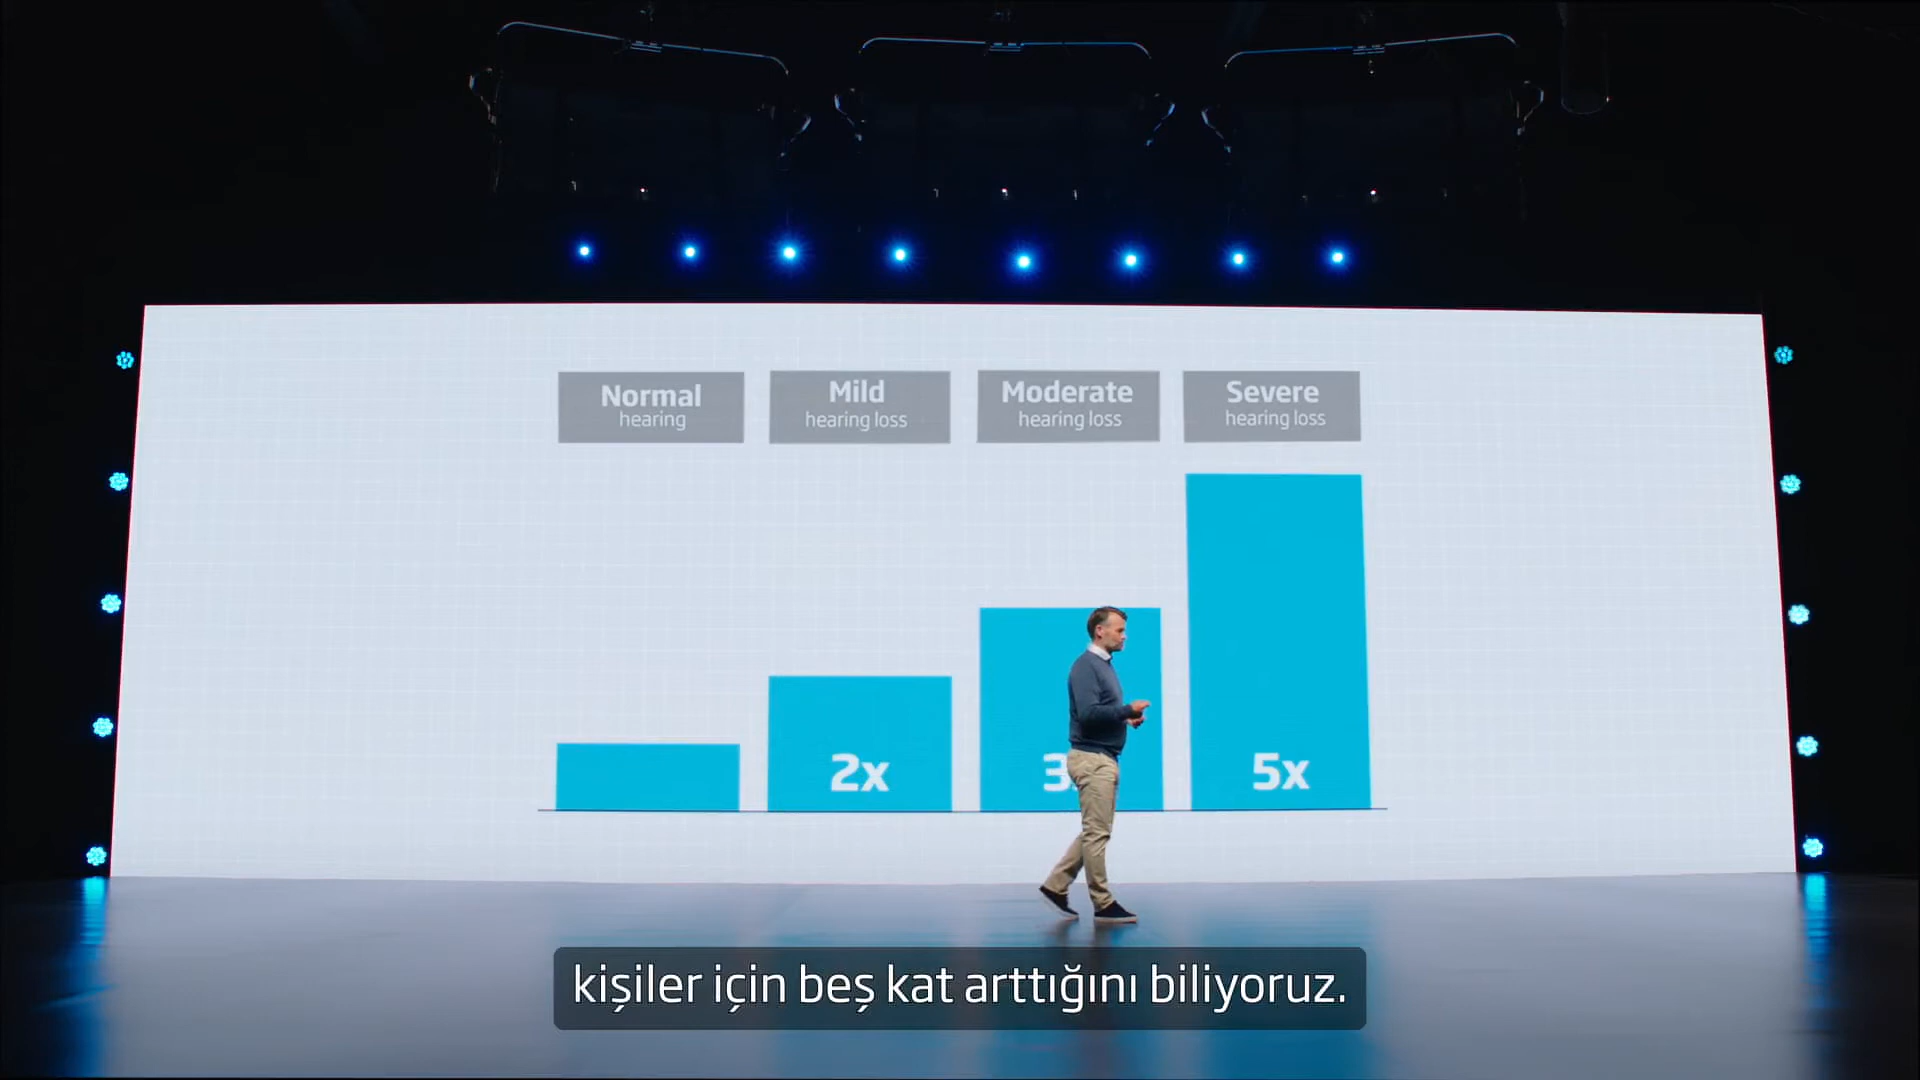 Normal
hearing
Mild
hearing loss
Moderate
hearing loss
Severe
hearing loss
2x
5x
kişiler için beş kat arttığını biliyoruz.